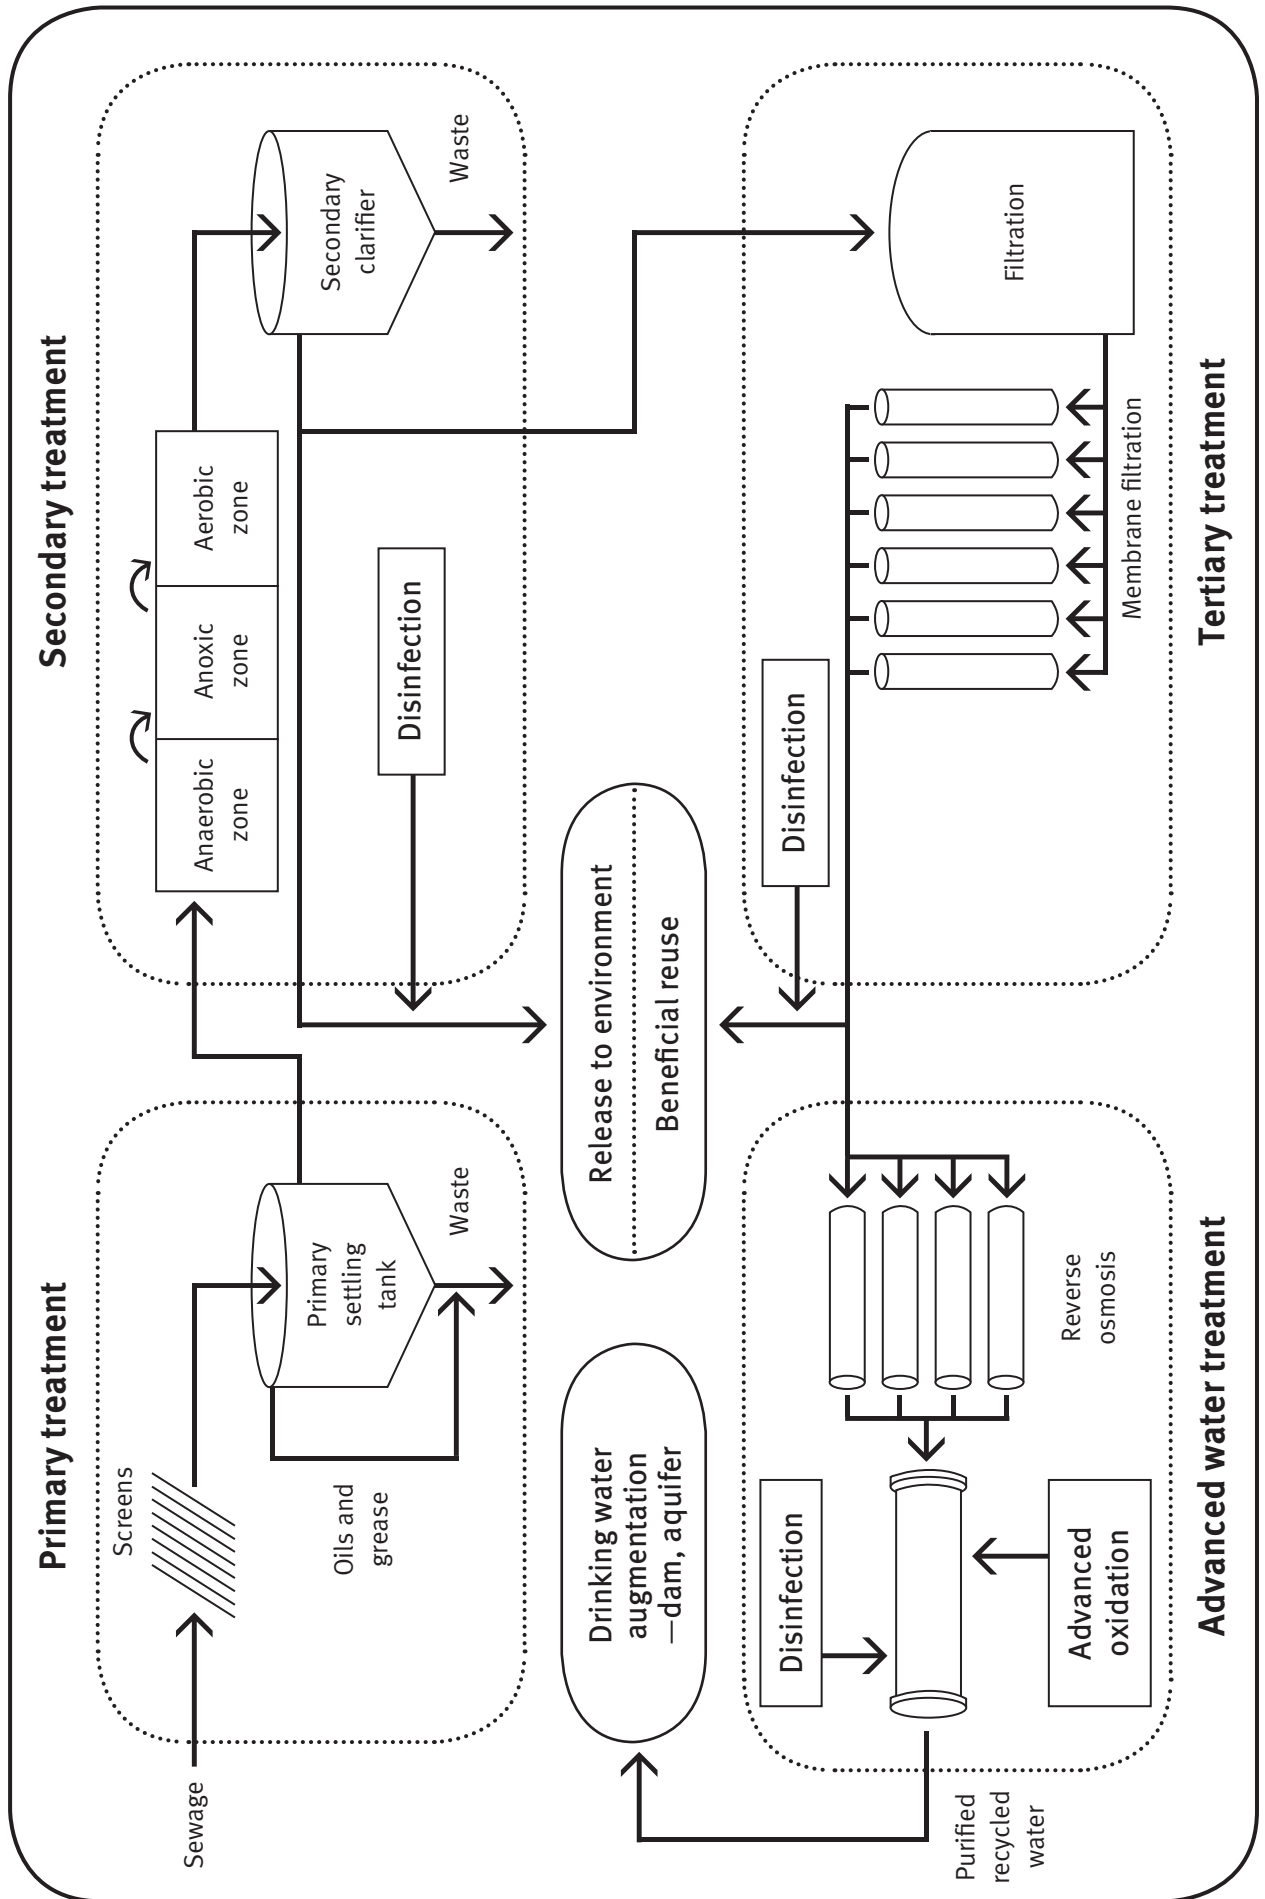 Primary treatment
Secondary treatment
Sewage
Screens
Oils and
grease
Primary
settling
tank
Waste
Anaerobic
zone
Anoxic
zone
Aerobic
zone
Secondary
clarifier
Waste
Disinfection
Drinking water
augmentation
—dam, aquifer
Release to environment
Beneficial reuse
Disinfection
Disinfection
Advanced
oxidation
Reverse
osmosis
Membrane filtration
Filtration
Purified
recycled
water
Advanced water treatment
Tertiary treatment